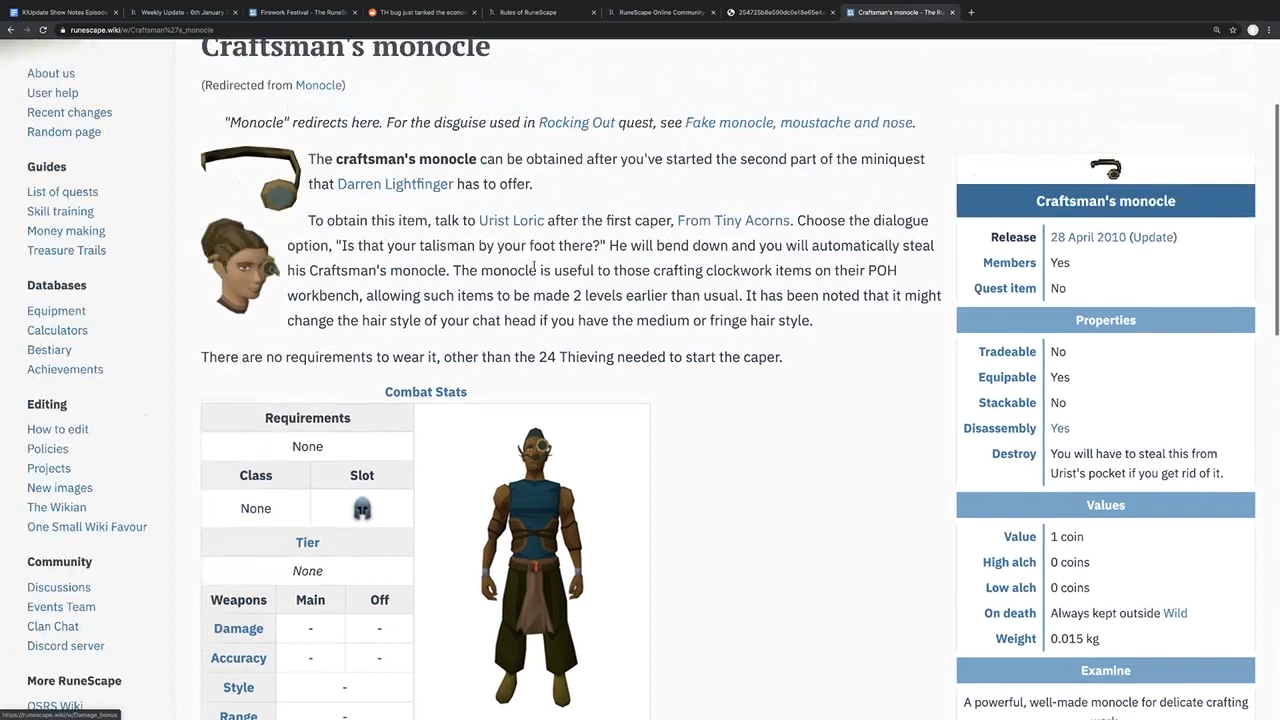 R!Update Show Notes Episode
Weekly Update - 6th January
Firework Festival - The RuneS
TH bug just tanked the econo
Rules of RuneScape
RuneScape Online Community
254725b8e590dc0e18e65e4a
Craftsman's monocle - The Ru
runescape.wiki/w/Craftsman%27s_monocle
Craftsman's monocle
(Redirected from Monocle)
"Monocle" redirects here. For the disguise used in Rocking Out quest, see Fake monocle, moustache and nose.
The craftsman's monocle can be obtained after you've started the second part of the miniquest
that Darren Lightfinger has to offer.
To obtain this item, talk to Urist Loric after the first caper, From Tiny Acorns. Choose the dialogue
option, "Is that your talisman by your foot there?" He will bend down and you will automatically steal
his Craftsman's monocle. The monocle is useful to those crafting clockwork items on their POH
workbench, allowing such items to be made 2 levels earlier than usual. It has been noted that it might
change the hair style of your chat head if you have the medium or fringe hair style.
There are no requirements to wear it, other than the 24 Thieving needed to start the caper.
About us
User help
Recent changes
Random page
Guides
List of quests
Skill training
Money making
Treasure Trails
Databases
Equipment
Calculators
Bestiary
Achievements
Editing
How to edit
Policies
Projects
New images
The Wikian
One Small Wiki Favour
Community
Discussions
Events Team
Clan Chat
Discord server
More RuneScape
OSRS Wiki
https://runescape.wiki/w/Damage_bonus
Combat Stats
Requirements
None
Class Slot
None
Tier
None
Weapons Main Off
Damage - -
Accuracy - -
Style -
Range -
Craftsman's monocle
Release 28 April 2010 (Update)
Members Yes
Quest item No
Properties
Tradeable No
Equipable Yes
Stackable No
Disassembly Yes
Destroy You will have to steal this from
Urist's pocket if you get rid of it.
Values
Value 1 coin
High alch 0 coins
Low alch 0 coins
On death Always kept outside Wild
Weight 0.015 kg
Examine
A powerful, well-made monocle for delicate crafting